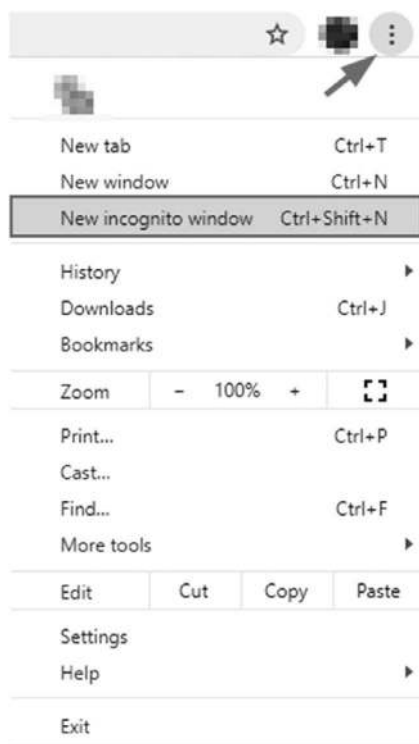 New tab Ctrl+T
New window Ctrl+N
New incognito window Ctrl+Shift+N
History
Downloads Ctrl+J
Bookmarks
Zoom - 100% +
Print... Ctrl+P
Cast...
Find... Ctrl+F
More tools
Edit Cut Copy Paste
Settings
Help
Exit